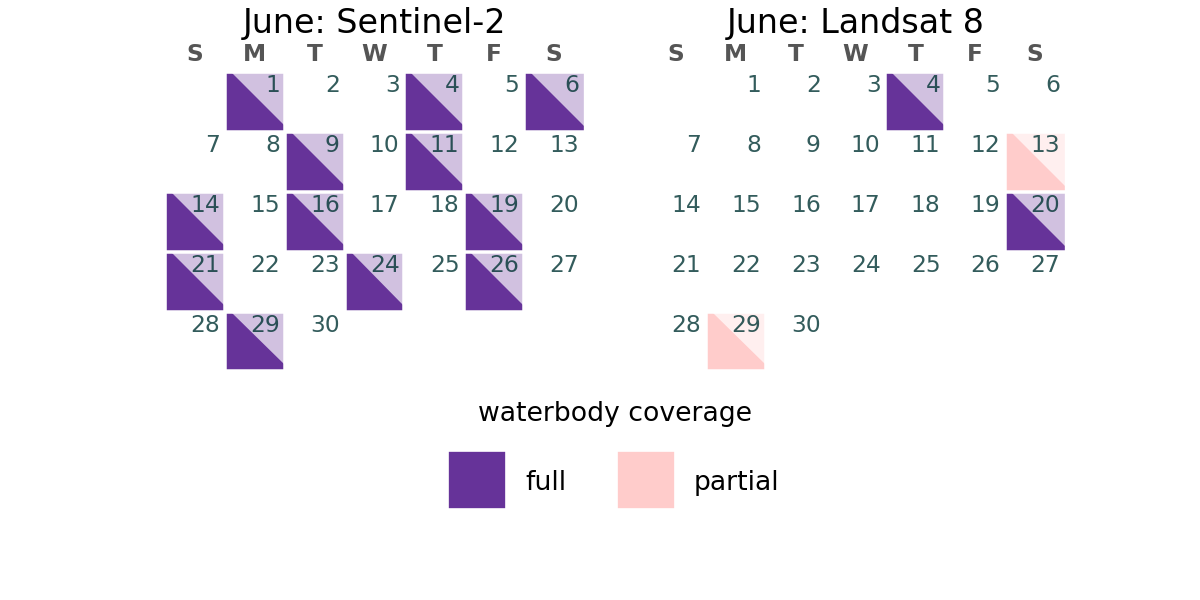 June: Sentinel-2
S M T W T F S
1 2 3 4 5 6
7 8 9 10 11 12 13
14 15 16 17 18 19 20
21 22 23 24 25 26 27
28 29 30
June: Landsat 8
S M T W T F S
1 2 3 4 5 6
7 8 9 10 11 12 13
14 15 16 17 18 19 20
21 22 23 24 25 26 27
28 29 30
waterbody coverage
full partial